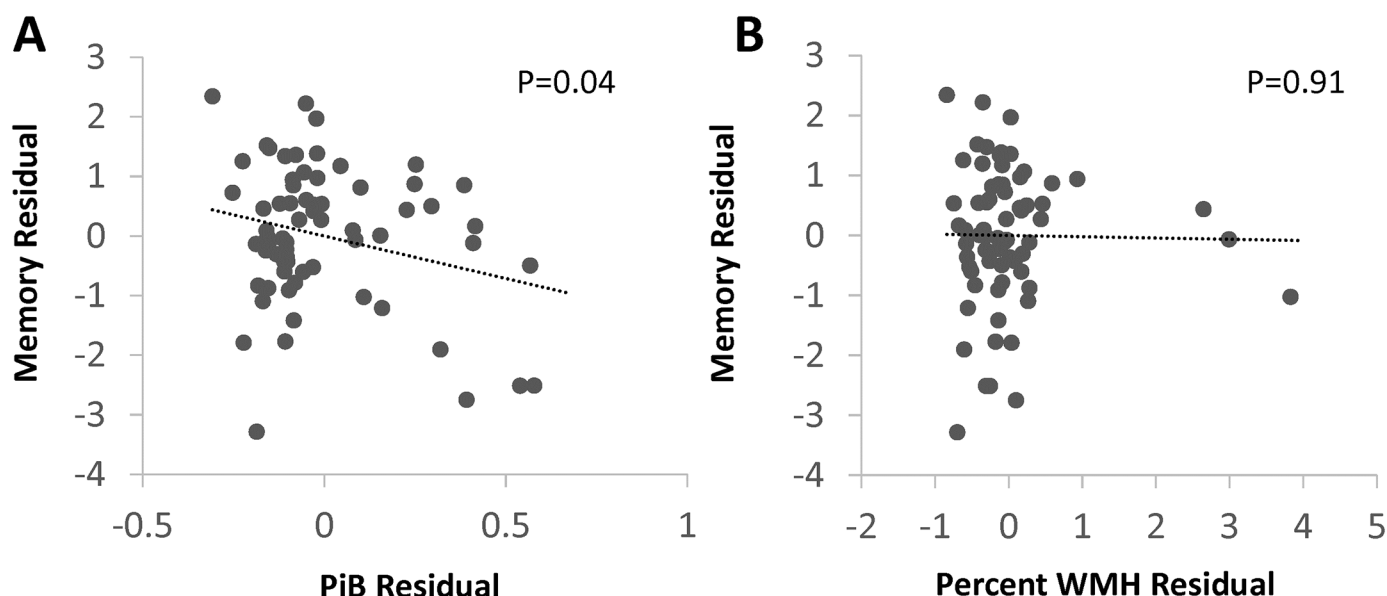 A
P=0.04
3
2
1
0
-1
-2
-3
-4
Memory Residual
-0.5 0 0.5 1
PiB Residual
B
P=0.91
3
2
1
0
-1
-2
-3
-4
Memory Residual
-2 -1 0 1 2 3 4 5
Percent WMH Residual